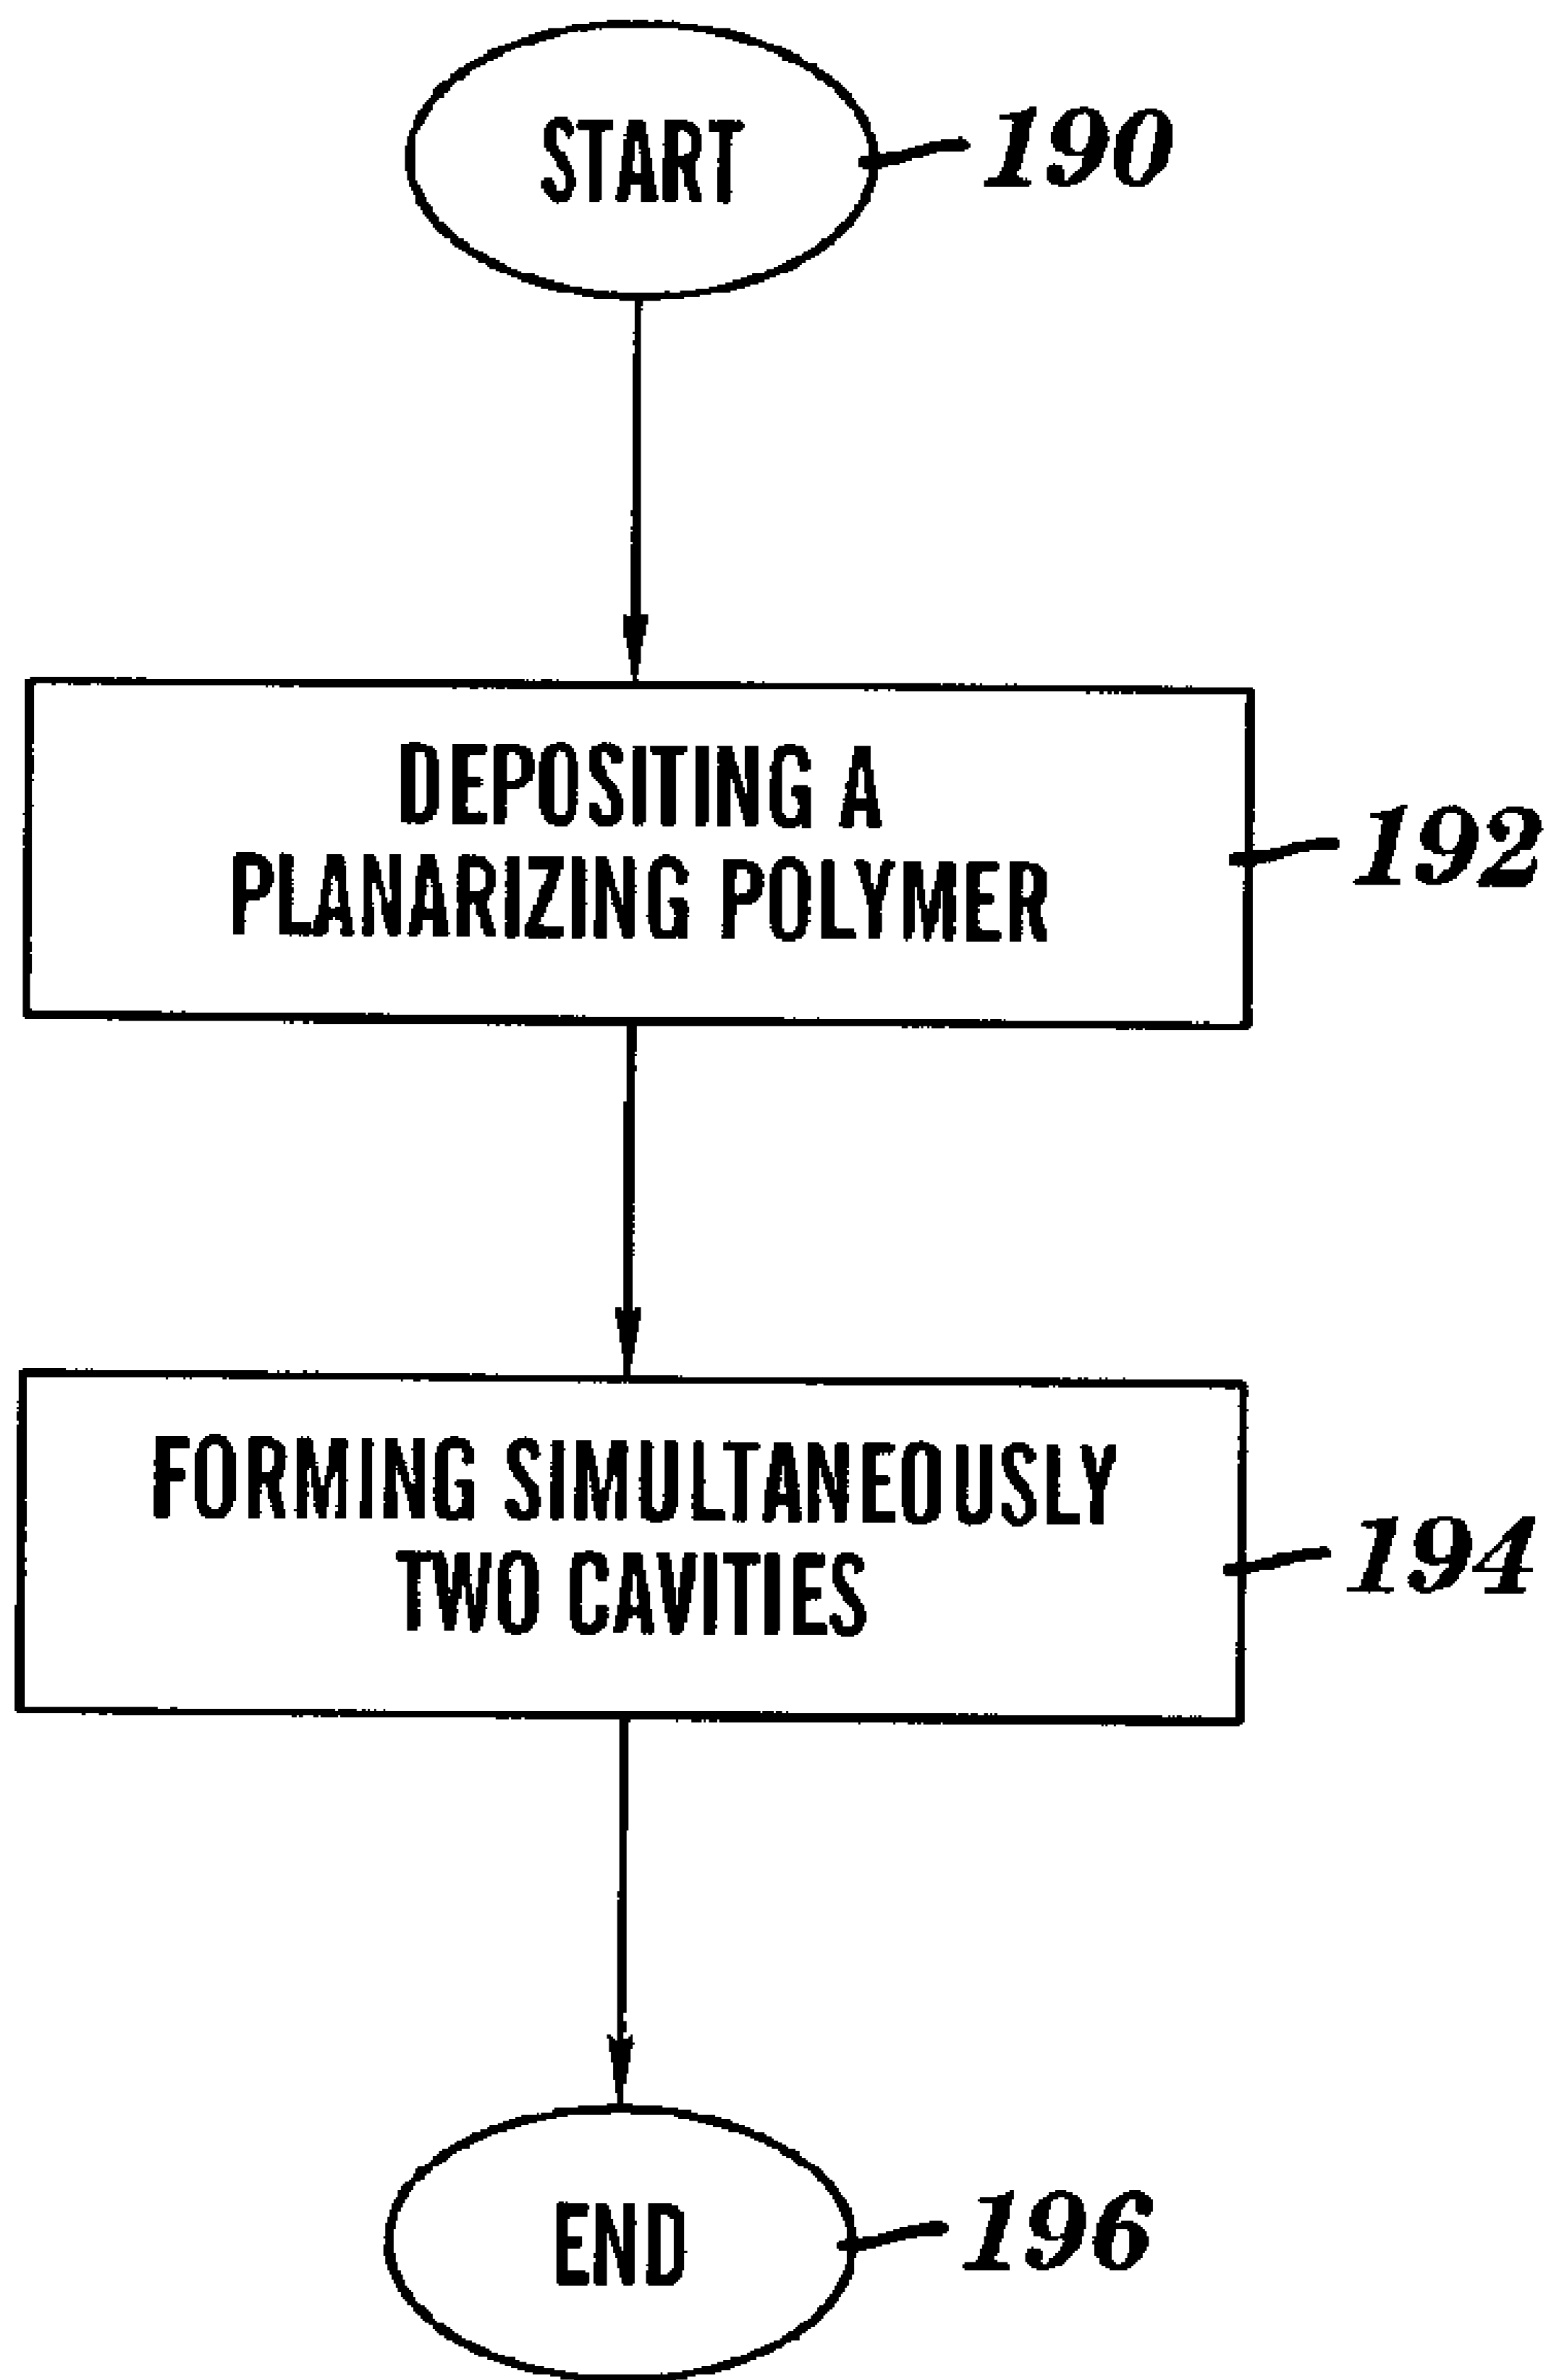 START
190
DEPOSITING A
PLANARIZING POLYMER
192
FORMING SIMULTANEOUSLY
TWO CAVITIES
194
END
196